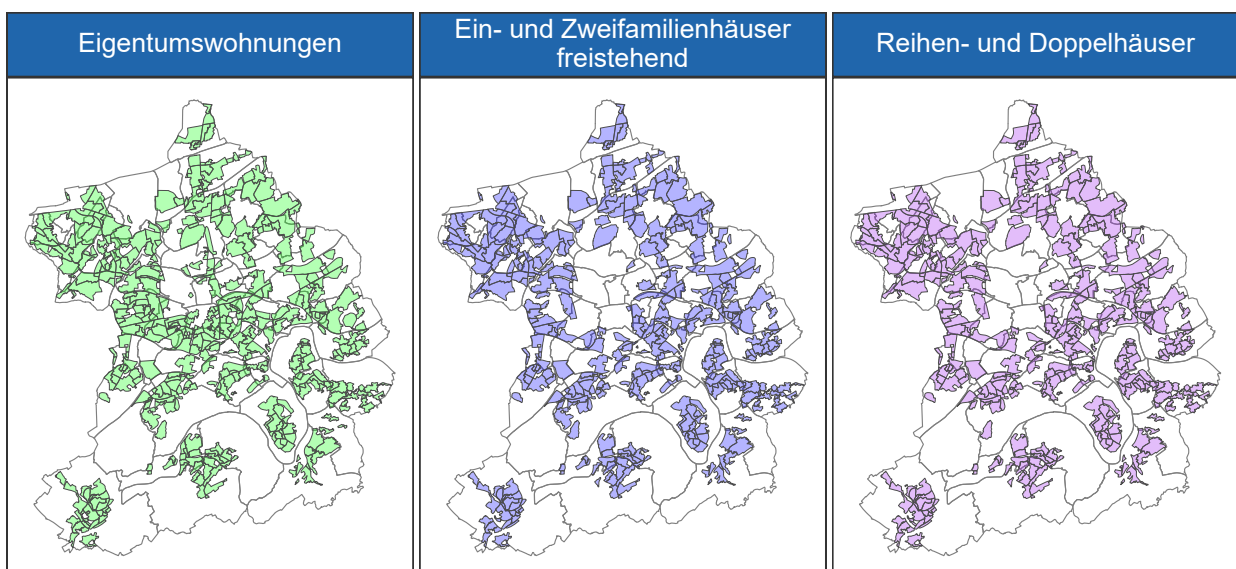 Eigentumswohnungen
Ein- und Zweifamilienhäuser
freistehend
Reihen- und Doppelhäuser